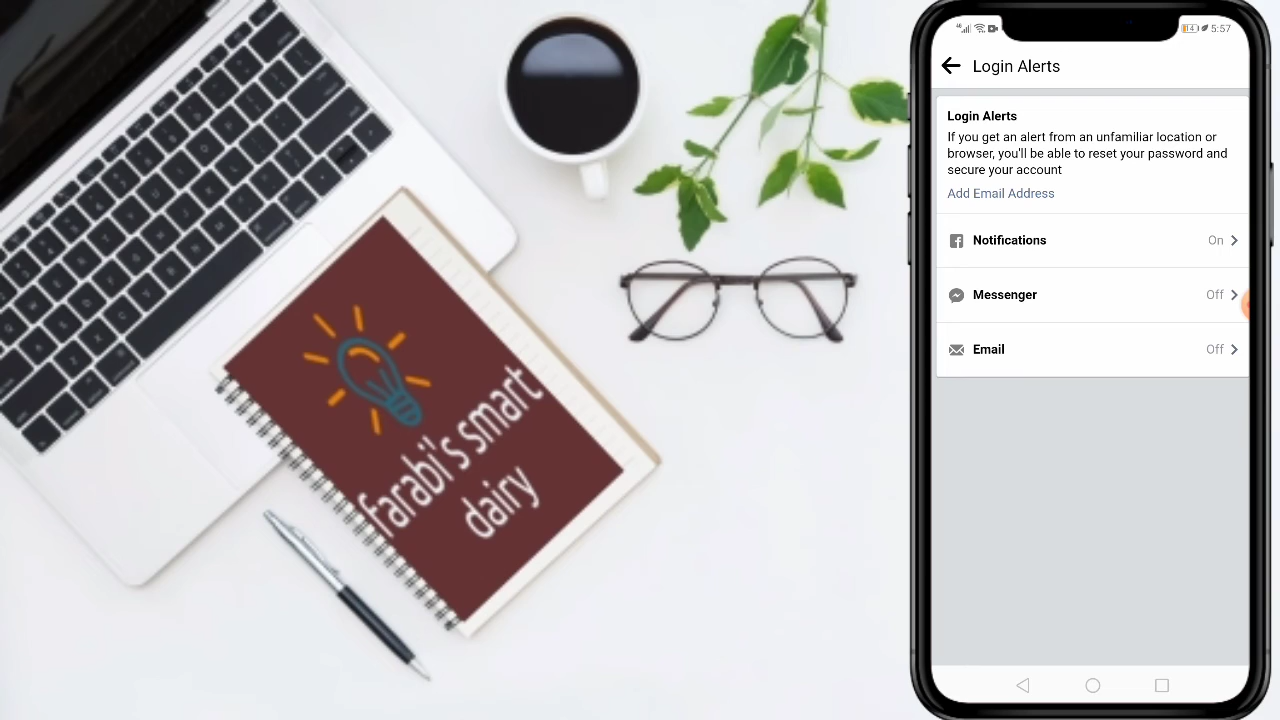 farabi's smart
dairy
5:57
Login Alerts
Login Alerts
If you get an alert from an unfamiliar location or
browser, you'll be able to reset your password and
secure your account
Add Email Address
Notifications On
Messenger Off
Email Off